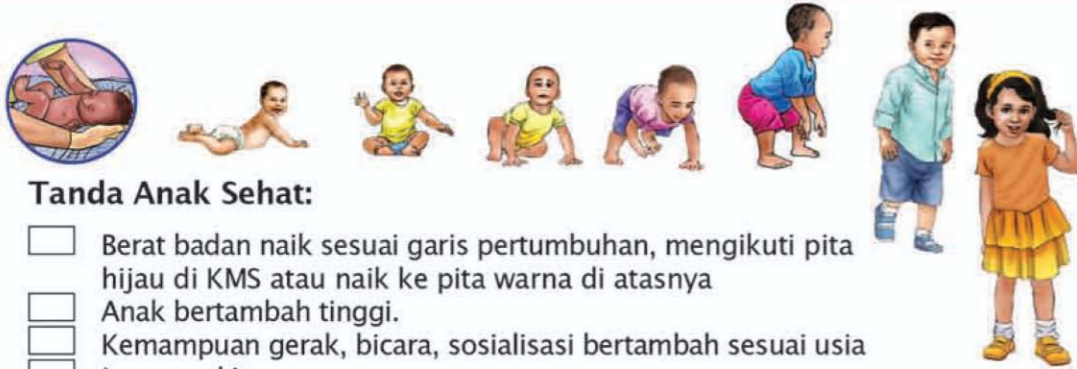 Tanda Anak Sehat:
Berat badan naik sesuai garis pertumbuhan, mengikuti pita
hijau di KMS atau naik ke pita warna di atasnya
Anak bertambah tinggi.
Kemampuan gerak, bicara, sosialisasi bertambah sesuai usia